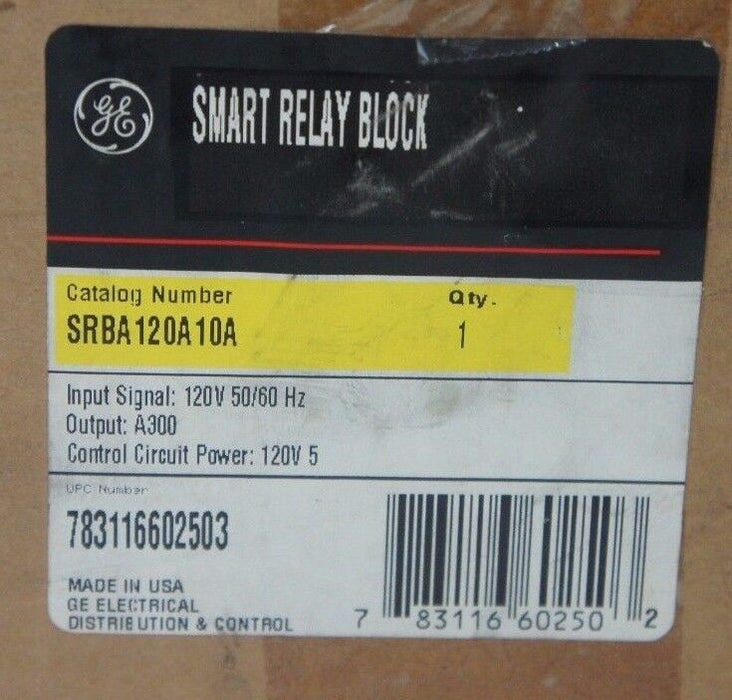 GE
SMART RELAY BLOCK
Catalog Number Qty.
SRBA120A10A 1
Input Signal: 120V 50/60 Hz
Output: A300
Control Circuit Power: 120V 5
UPC Number
783116602503
MADE IN USA
GE ELECTRICAL
DISTRIBUTION & CONTROL
7 83116 60250 2